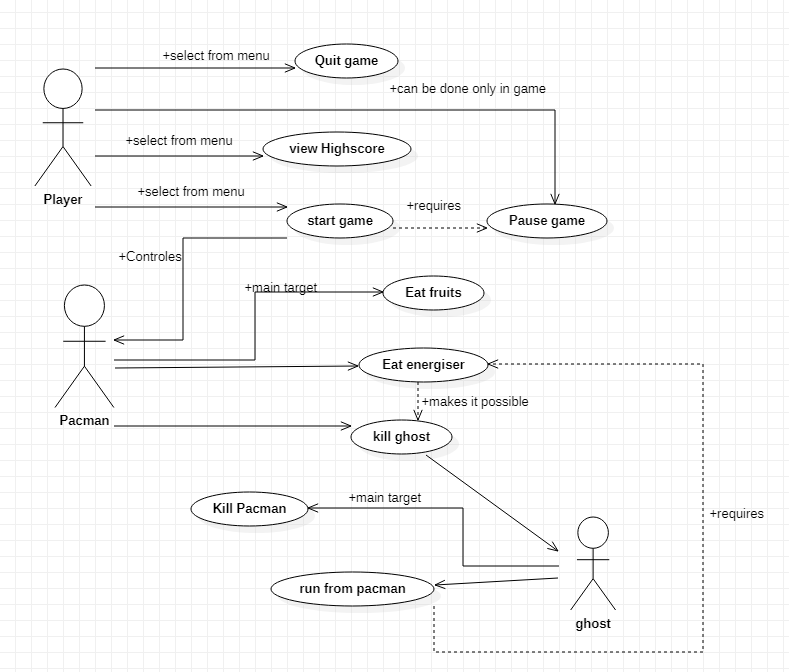 +select from menu
Quit game
+can be done only in game
+select from menu
view Highscore
Player
+select from menu
start game
+requires
Pause game
+Controles
+main target
Eat fruits
Eat energiser
+makes it possible
Pacman
kill ghost
+main target
Kill Pacman
+requires
run from pacman
ghost